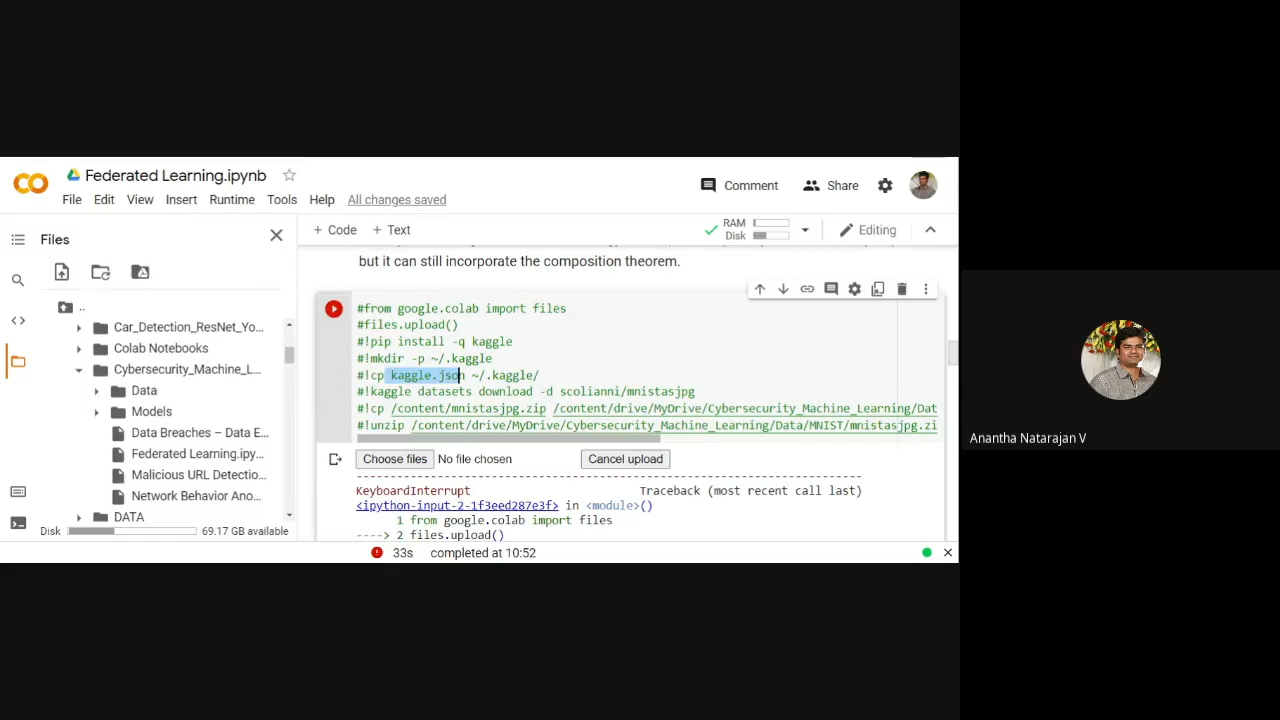 Federated Learning.ipynb
File Edit View Insert Runtime Tools Help All changes saved
Comment Share
Files
+ Code + Text
RAM
Disk
Editing
..
Car_Detection_ResNet_Yo...
Colab Notebooks
Cybersecurity_Machine_L...
Data
Models
Data Breaches – Data E...
Federated Learning.ipy...
Malicious URL Detectio...
Network Behavior Ano...
DATA
Disk 69.17 GB available
but it can still incorporate the composition theorem.
#from google.colab import files
#files.upload()
#!pip install -q kaggle
#!mkdir -p ~/.kaggle
#!cp kaggle.json ~/.kaggle/
#!kaggle datasets download -d scolianni/mnistasjpg
#!cp /content/mnistasjpg.zip /content/drive/MyDrive/Cybersecurity_Machine_Learning/Dat
#!unzip /content/drive/MyDrive/Cybersecurity_Machine_Learning/Data/MNIST/mnistasjpg.zi
Choose files No file chosen Cancel upload
---------------------------------------------------------------------------
KeyboardInterrupt Traceback (most recent call last)
<ipython-input-2-1f3eed287e3f> in <module>()
1 from google.colab import files
----> 2 files.upload()
33s completed at 10:52
Anantha Natarajan V